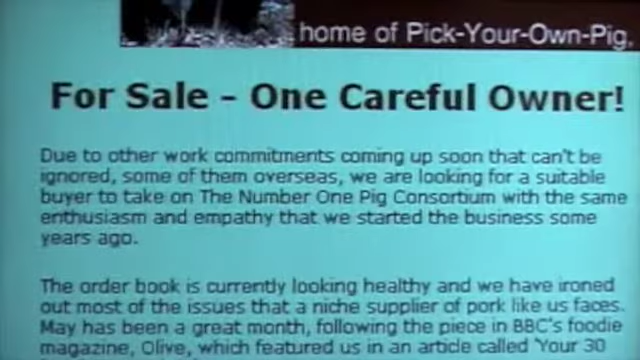 home of Pick-Your-Own-Pig.
For Sale – One Careful Owner!
Due to other work commitments coming up soon that can't be
ignored, some of them overseas, we are looking for a suitable
buyer to take on The Number One Pig Consortium with the same
enthusiasm and empathy that we started the business some
years ago.
The order book is currently looking healthy and we have ironed
out most of the issues that a niche supplier of pork like us faces.
May has been a great month, following the piece in BBC's foodie
magazine, Olive, which featured us in an article called 'Your 30